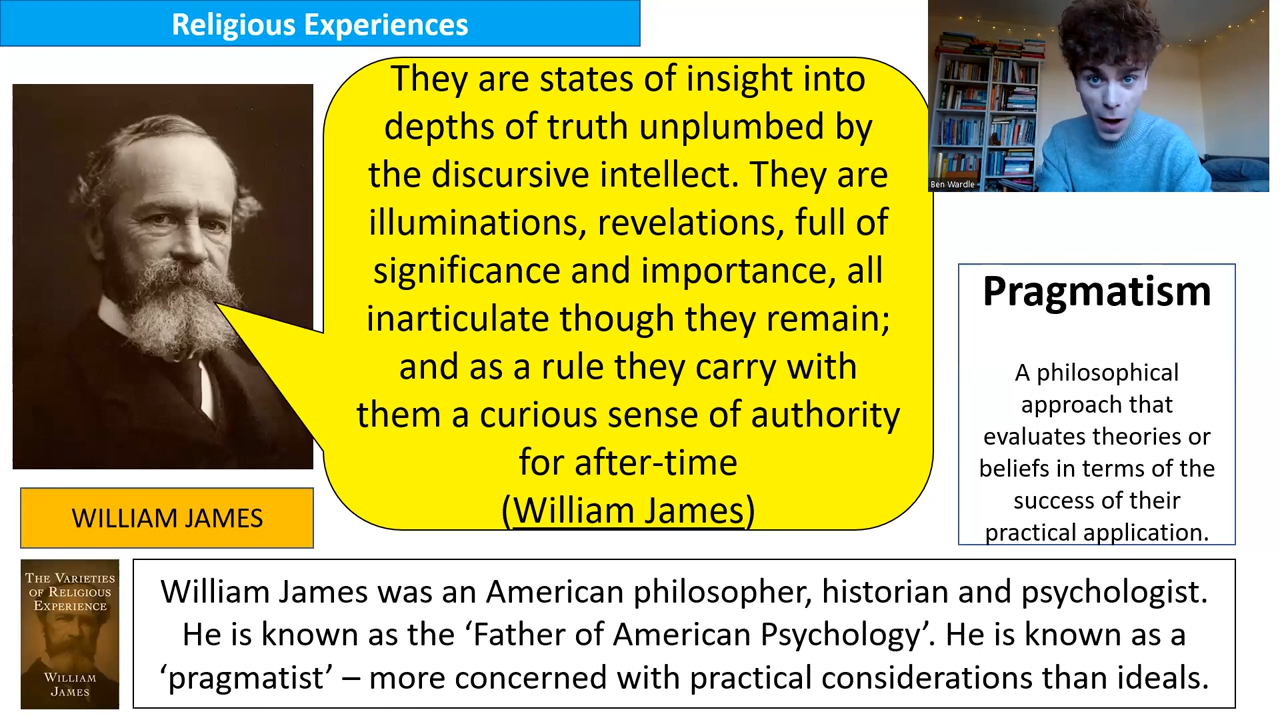 Religious Experiences
They are states of insight into
depths of truth unplumbed by
the discursive intellect. They are
illuminations, revelations, full of
significance and importance, all
inarticulate though they remain;
and as a rule they carry with
them a curious sense of authority
for after-time
(William James)
Ben Wardle
Pragmatism
A philosophical
approach that
evaluates theories or
beliefs in terms of the
success of their
practical application.
WILLIAM JAMES
THE VARIETIES
OF RELIGIOUS
EXPERIENCE
WILLIAM
JAMES
William James was an American philosopher, historian and psychologist.
He is known as the ‘Father of American Psychology’. He is known as a
‘pragmatist’ – more concerned with practical considerations than ideals.